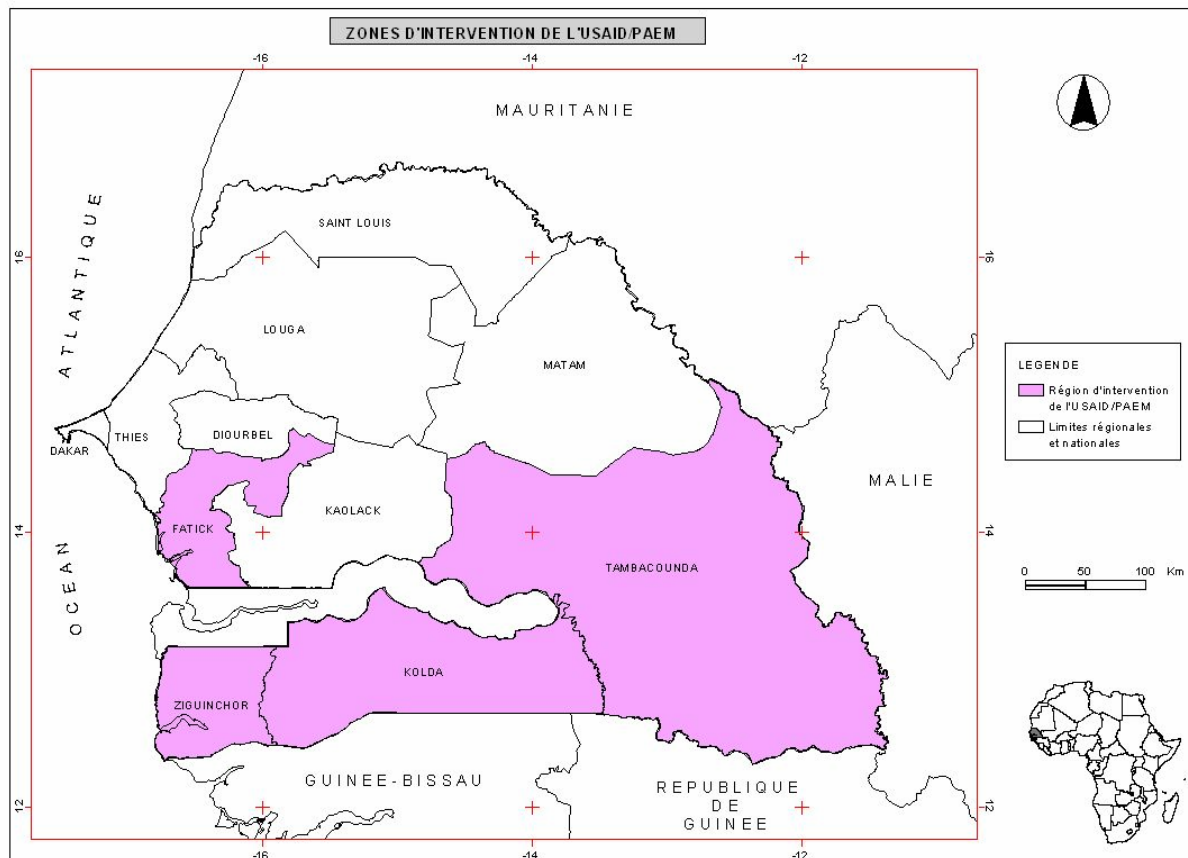 ZONES D'INTERVENTION DE L'USAID/PAEM
-16
-14
-12
MAURITANIE
ATLANTIQUE
SAINT LOUIS
16
16
LOUGA
MATAM
LEGENDE
Région d'intervention
de l'USAID/PAEM
Limites régionales
et nationales
DIOURBEL
THIES
DAKAR
MALIE
KAOLACK
FATICK
14
14
TAMBACOUNDA
OCEAN
0 50 100 Km
KOLDA
ZIGUINCHOR
GUINEE-BISSAU
REPUBLIQUE
DE
GUINEE
12
12
-16
-14
-12